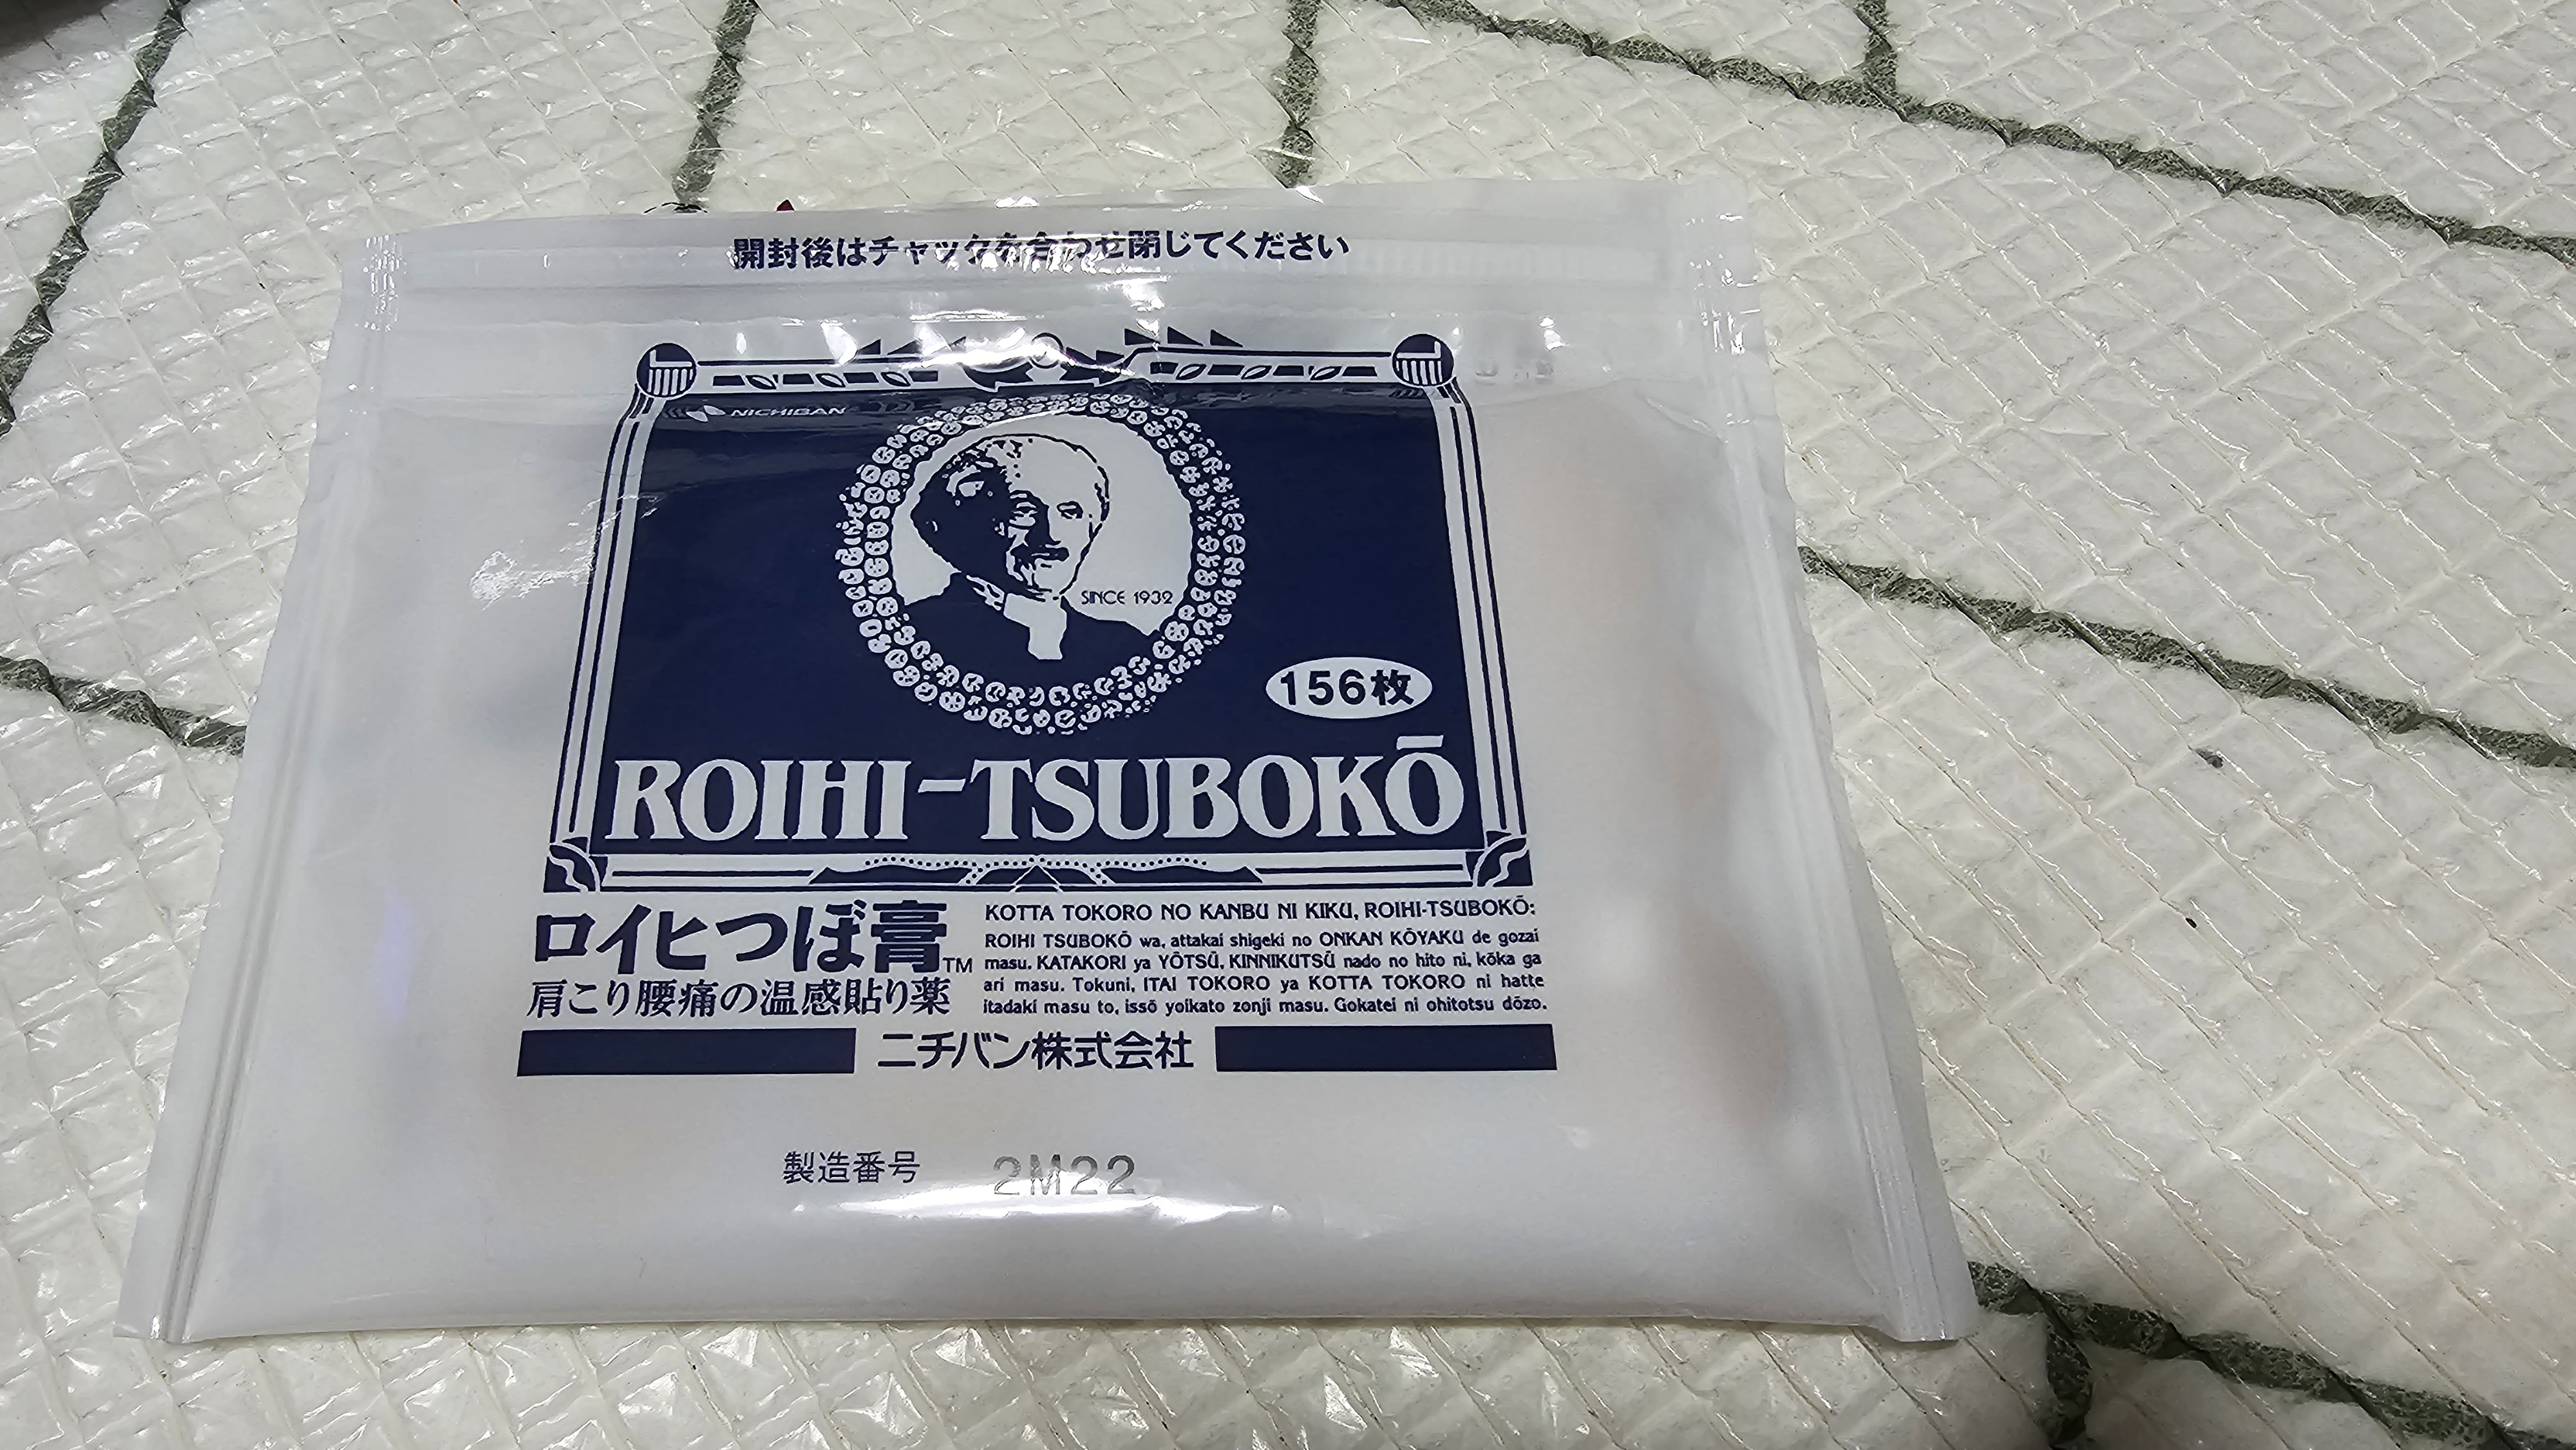 開封後はチャックを合わせ閉じてください
NICHIBAN
SINCE 1932
156枚
ROIHI-TSUBOKŌ
ロイヒつぼ膏TM
肩こり腰痛の温感貼り薬
KOTTA TOKORO NO KANBU NI KIKU, ROIHI-TSUBOKŌ:
ROIHI TSUBOKŌ wa, attakai shigeki no ONKAN KŌYAKU de gozai
masu. KATAKORI ya YŌTSŪ, KINNIKUTSŪ nado no hito ni, kōka ga
ari masu. Tokuni, ITAI TOKORO ya KOTTA TOKORO ni hatte
itadaki masu to, issō yoikato zonji masu. Gokatei ni ohitotsu dōzo.
ニチバン株式会社
製造番号 2M22